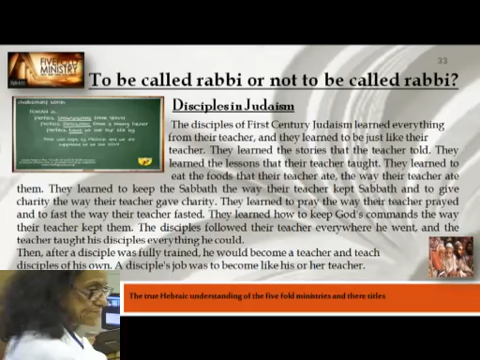 33
FIVEFOLD
MINISTRY
To be called rabbi or not to be called rabbi?
Disciples in Judaism
The disciples of First Century Judaism learned everything
from their teacher, and they learned to be just like their
teacher. They learned the stories that the teacher told. They
learned the lessons that their teacher taught. They learned to
eat the foods that their teacher ate, the way their teacher ate
them. They learned to keep the Sabbath the way their teacher kept Sabbath and to give
charity the way their teacher gave charity. They learned to pray the way their teacher prayed
and to fast the way their teacher fasted. They learned how to keep God's commands the way
their teacher kept them. The disciples followed their teacher everywhere he went, and the
teacher taught his disciples everything he could.
Then, after a disciple was fully trained, he would become a teacher and teach
disciples of his own. A disciple's job was to become like his or her teacher.
The true Hebraic understanding of the five fold ministries and there titles